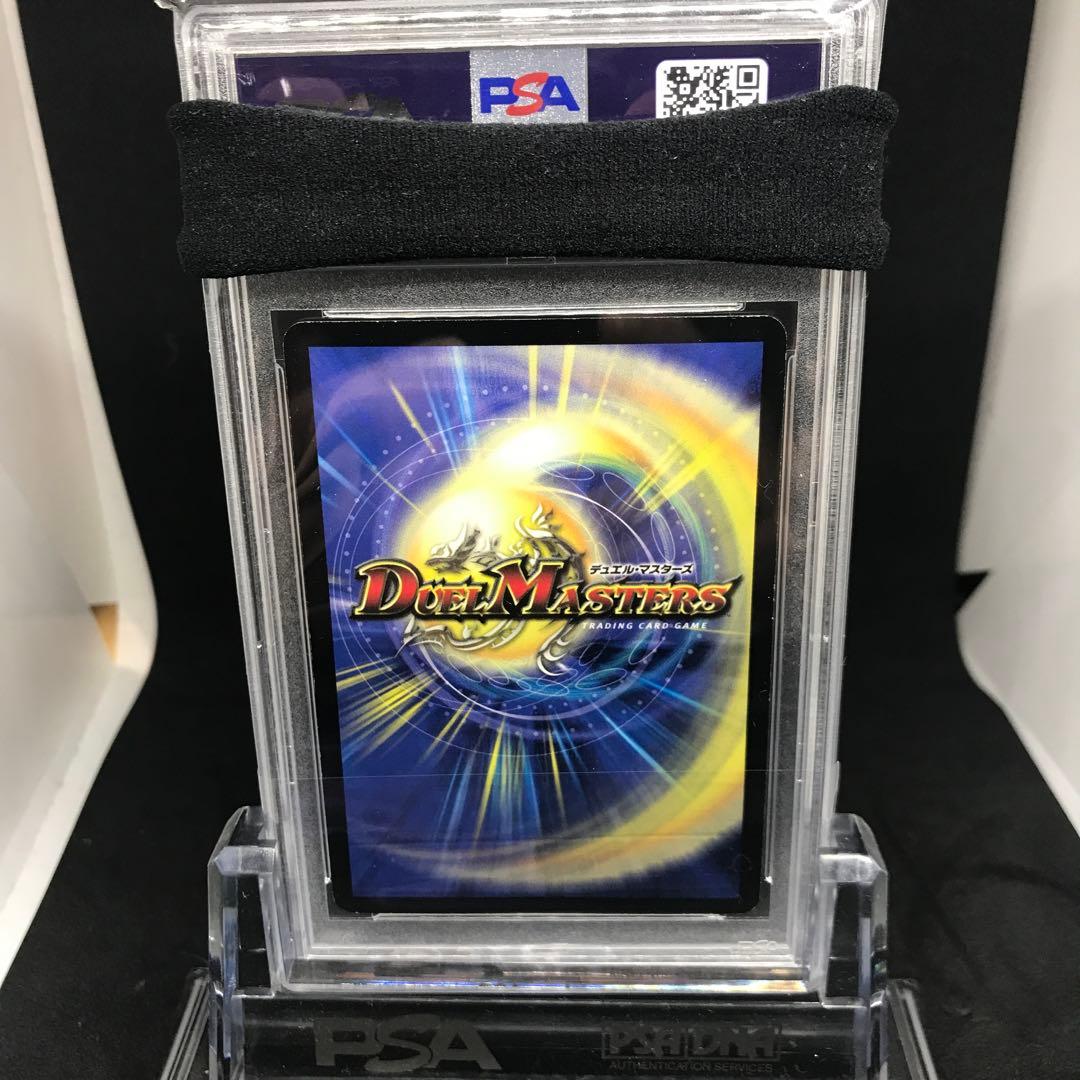 PSA
デュエル・マスターズ
DUEL MASTERS
TRADING CARD GAME
PSA
PSA/DNA
AUTHENTICATION SERVICES